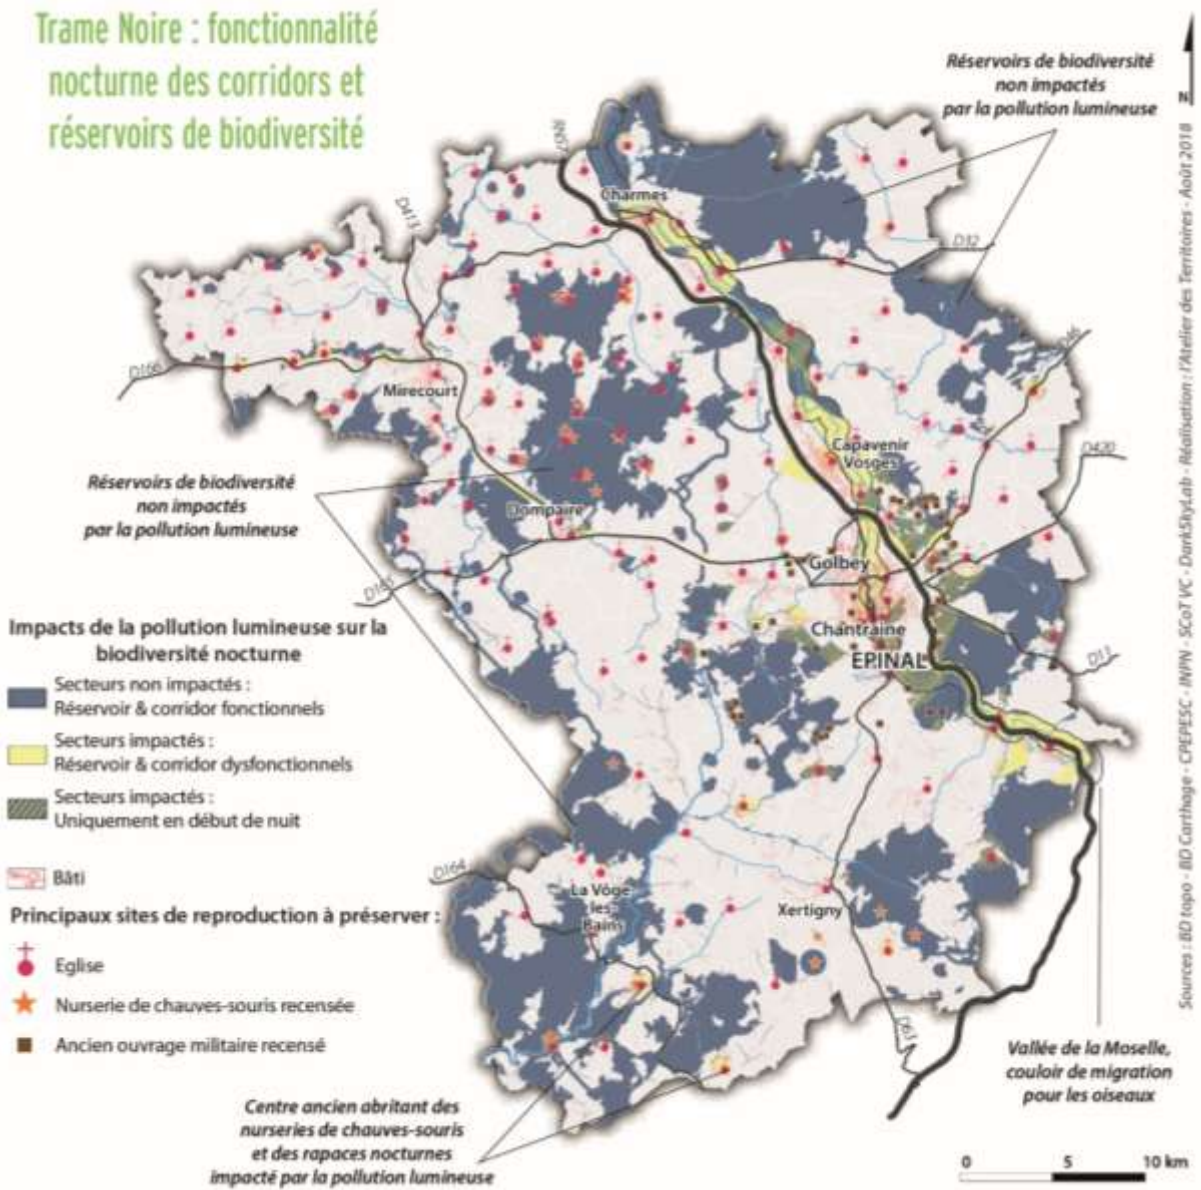 Trame Noire : fonctionnalité
nocturne des corridors et
réservoirs de biodiversité
Réservoirs de biodiversité
non impactés
par la pollution lumineuse
N
RN57
Charmes
D413
D32
D166
Mirecourt
D46
D420
Capavenir
Vosges
Réservoirs de biodiversité
non impactés
par la pollution lumineuse
Dompaire
Golbey
D165
Chantraine
EPINAL
D11
Impacts de la pollution lumineuse sur la
biodiversité nocturne
Secteurs non impactés :
Réservoir & corridor fonctionnels
Secteurs impactés :
Réservoir & corridor dysfonctionnels
Secteurs impactés :
Uniquement en début de nuit
Bâti
Principaux sites de reproduction à préserver :
Eglise
Nurserie de chauves-souris recensée
Ancien ouvrage militaire recensé
D164
La Vôge
les
Bains
Xertigny
D63
Vallée de la Moselle,
couloir de migration
pour les oiseaux
Centre ancien abritant des
nurseries de chauves-souris
et des rapaces nocturnes
impacté par la pollution lumineuse
0 5 10 km
Sources : BD topo - BD Carthage - CPEPESC - INPN - SCoT VC - DarkSkyLab - Réalisation : l'Atelier des Territoires - Août 2018